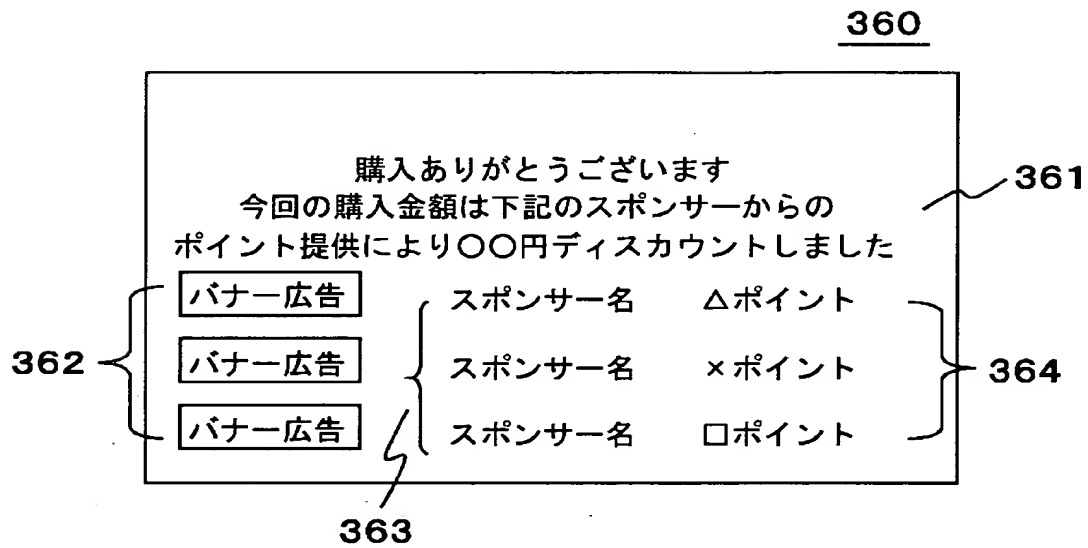 360
購入ありがとうございます
今回の購入金額は下記のスポンサーからの
ポイント提供により○○円ディスカウントしました
361
バナー広告 スポンサー名 △ポイント
362 バナー広告 スポンサー名 ×ポイント 364
バナー広告 スポンサー名 □ポイント
363